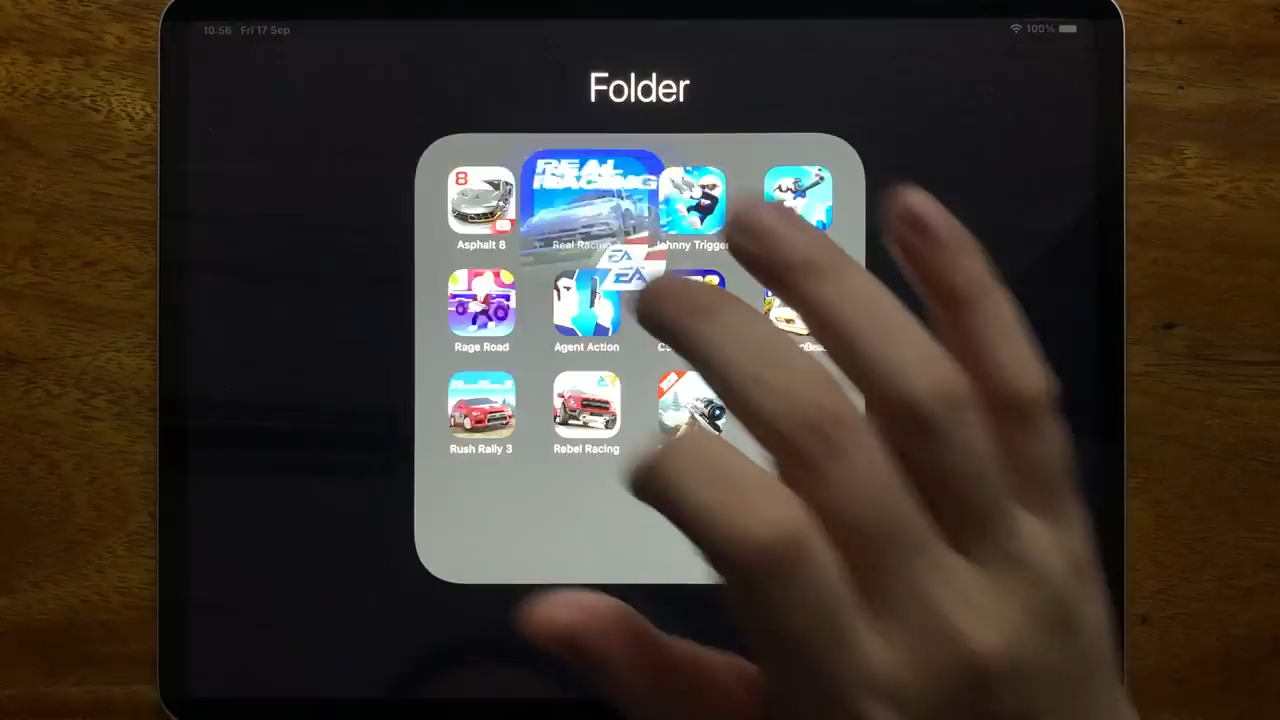 10:56 Fri 17 Sep
100%
Folder
8
REAL
RACING
EA
EA
Asphalt 8
Real Racing
Johnny Trigger
Rage Road
Agent Action
Rush Rally 3
Rebel Racing